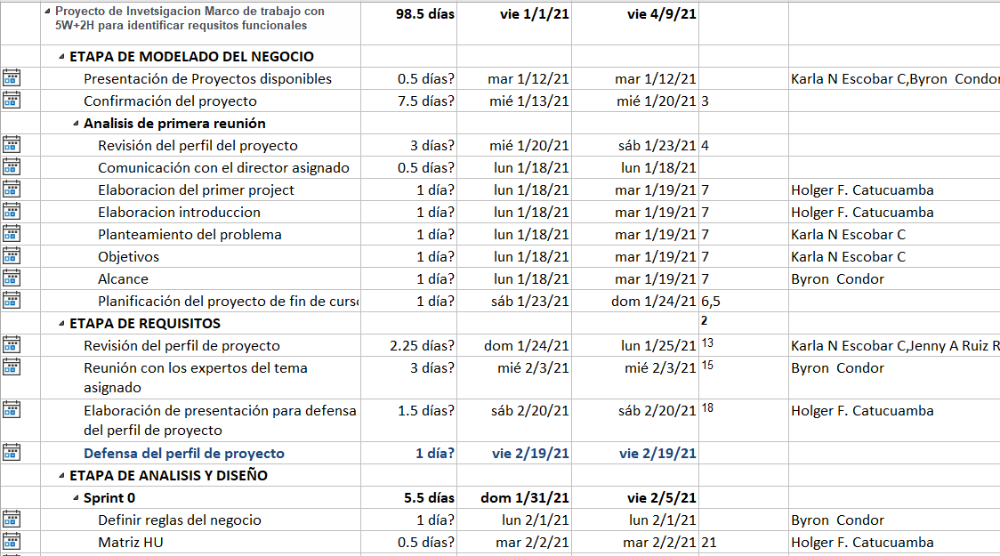 Proyecto de Invetsigacion Marco de trabajo con 98.5 días vie 1/1/21 vie 4/9/21
5W+2H para identificar requsitos funcionales
ETAPA DE MODELADO DEL NEGOCIO
Presentación de Proyectos disponibles 0.5 días? mar 1/12/21 mar 1/12/21 Karla N Escobar C,Byron Condor
Confirmación del proyecto 7.5 días? mié 1/13/21 mié 1/20/21 3
Analisis de primera reunión
Revisión del perfil del proyecto 3 días? mié 1/20/21 sáb 1/23/21 4
Comunicación con el director asignado 0.5 días? lun 1/18/21 lun 1/18/21
Elaboracion del primer project 1 día? lun 1/18/21 mar 1/19/21 7 Holger F. Catucuamba
Elaboracion introduccion 1 día? lun 1/18/21 mar 1/19/21 7 Holger F. Catucuamba
Planteamiento del problema 1 día? lun 1/18/21 mar 1/19/21 7 Karla N Escobar C
Objetivos 1 día? lun 1/18/21 mar 1/19/21 7 Karla N Escobar C
Alcance 1 día? lun 1/18/21 mar 1/19/21 7 Byron Condor
Planificación del proyecto de fin de curso 1 día? sáb 1/23/21 dom 1/24/21 6,5
ETAPA DE REQUISITOS 2
Revisión del perfil de proyecto 2.25 días? dom 1/24/21 lun 1/25/21 13 Karla N Escobar C,Jenny A Ruiz R
Reunión con los expertos del tema 3 días? mié 2/3/21 mié 2/3/21 15 Byron Condor
asignado
Elaboración de presentación para defensa 1.5 días? sáb 2/20/21 sáb 2/20/21 18 Holger F. Catucuamba
del perfil de proyecto
Defensa del perfil de proyecto 1 día? vie 2/19/21 vie 2/19/21
ETAPA DE ANALISIS Y DISEÑO
Sprint 0 5.5 días dom 1/31/21 vie 2/5/21
Definir reglas del negocio 1 día? lun 2/1/21 lun 2/1/21 Byron Condor
Matriz HU 0.5 días? mar 2/2/21 mar 2/2/21 21 Holger F. Catucuamba